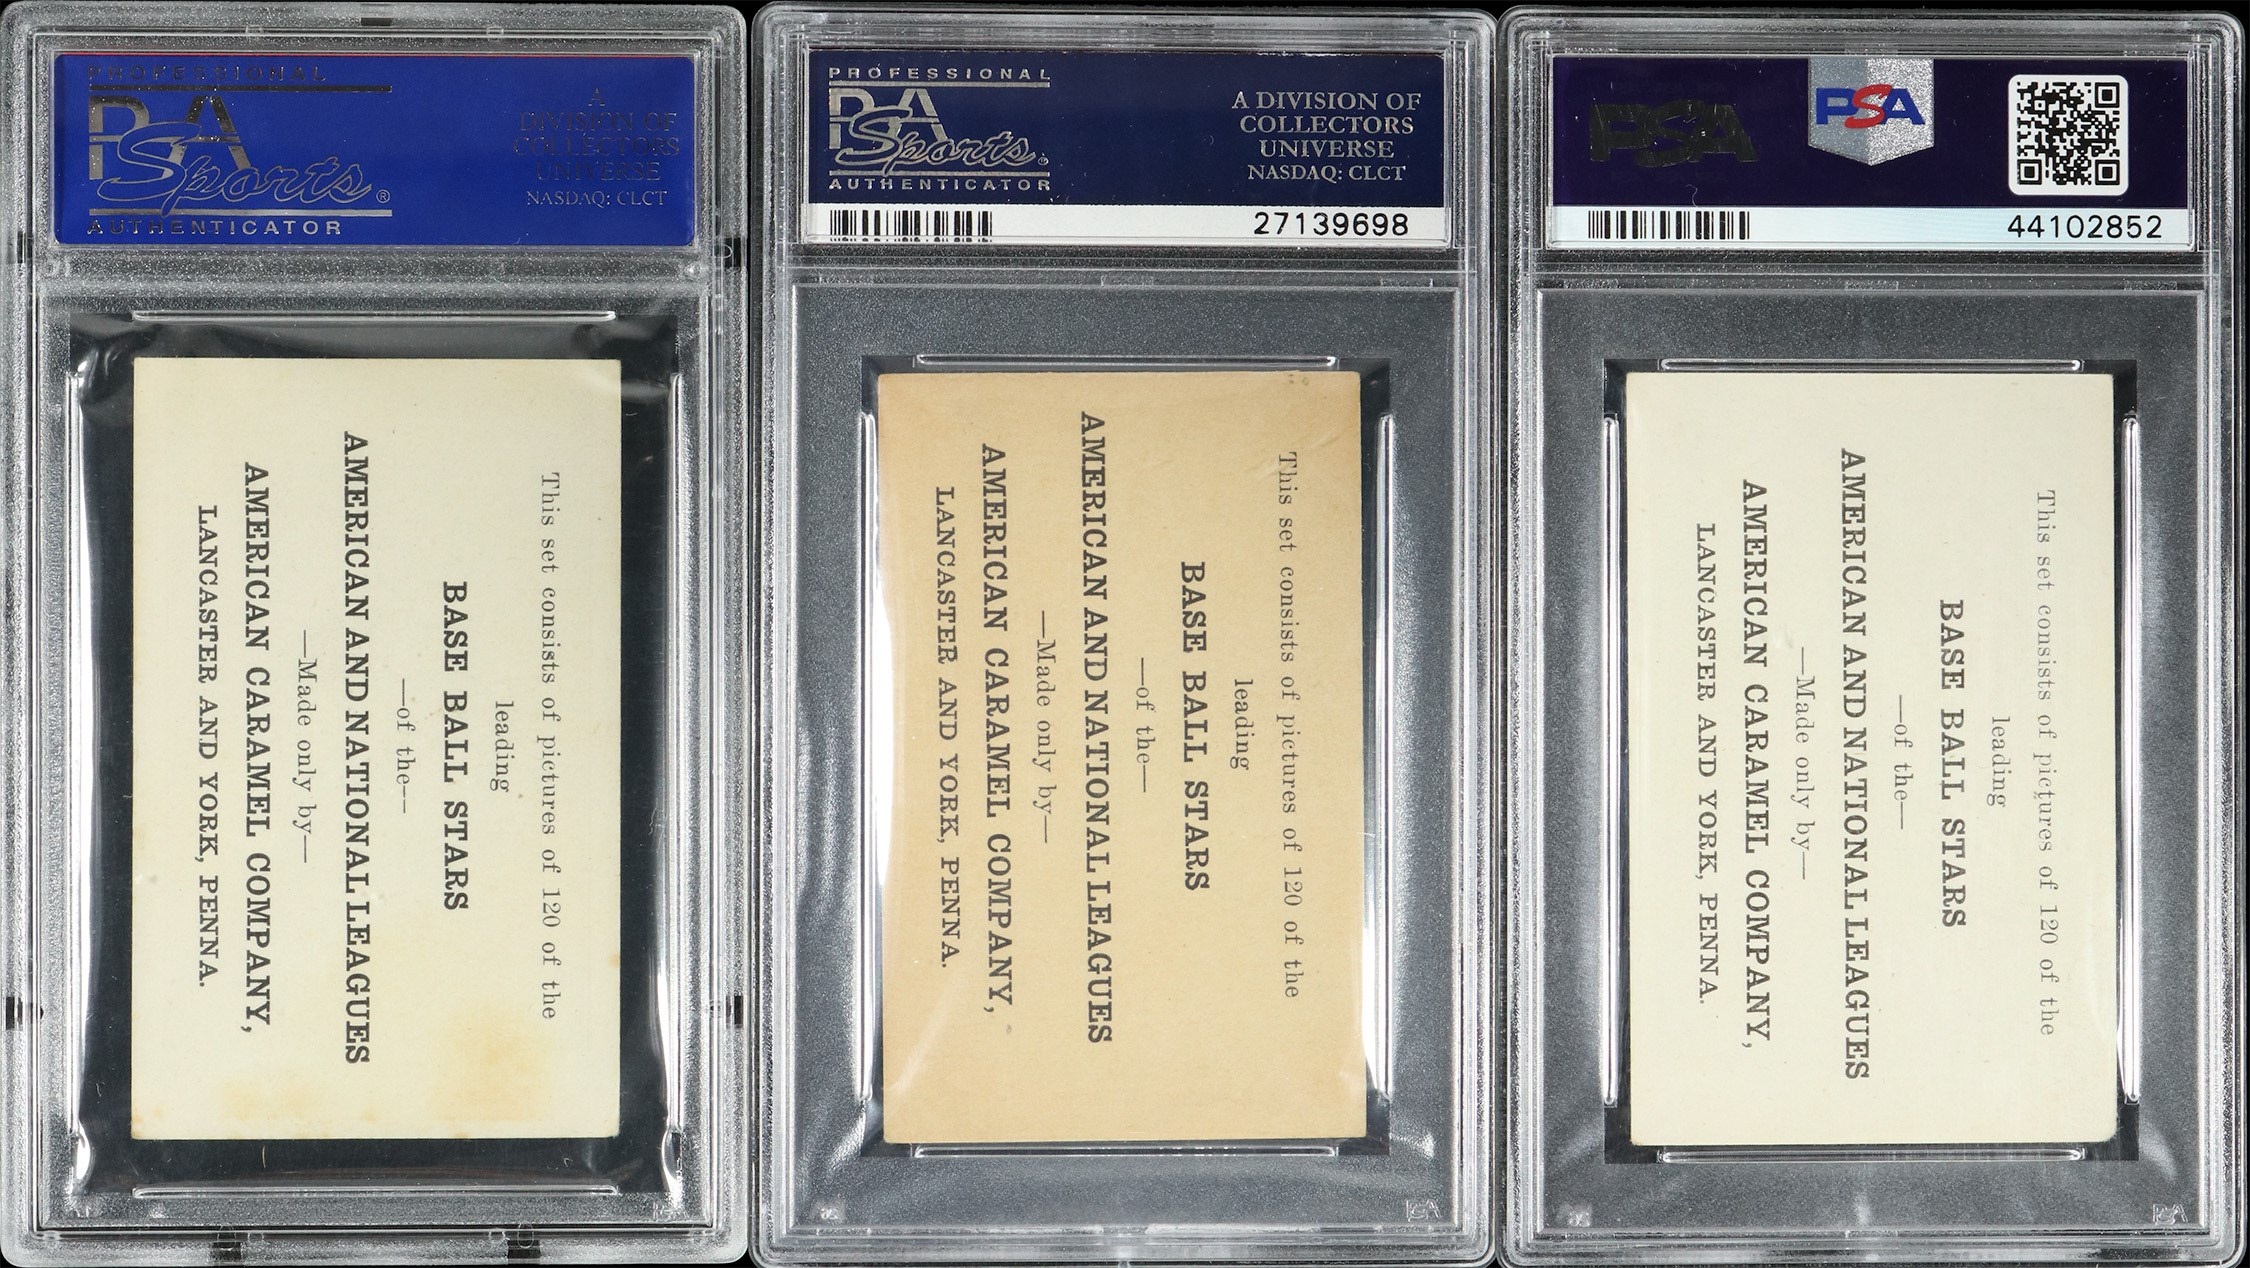 PROFESSIONAL
PSA
Sports®
AUTHENTICATOR
A
DIVISION OF
COLLECTORS
UNIVERSE
NASDAQ: CLCT
This set consists of pictures of 120 of the
leading
BASE BALL STARS
—of the—
AMERICAN AND NATIONAL LEAGUES
—Made only by—
AMERICAN CARAMEL COMPANY,
LANCASTER AND YORK, PENNA.
PROFESSIONAL
PSA
Sports®
AUTHENTICATOR
A DIVISION OF
COLLECTORS
UNIVERSE
NASDAQ: CLCT
27139698
This set consists of pictures of 120 of the
leading
BASE BALL STARS
—of the—
AMERICAN AND NATIONAL LEAGUES
—Made only by—
AMERICAN CARAMEL COMPANY,
LANCASTER AND YORK, PENNA.
PSA
PSA
PSA
44102852
This set consists of pictures of 120 of the
leading
BASE BALL STARS
—of the—
AMERICAN AND NATIONAL LEAGUES
—Made only by—
AMERICAN CARAMEL COMPANY,
LANCASTER AND YORK, PENNA.
PSA